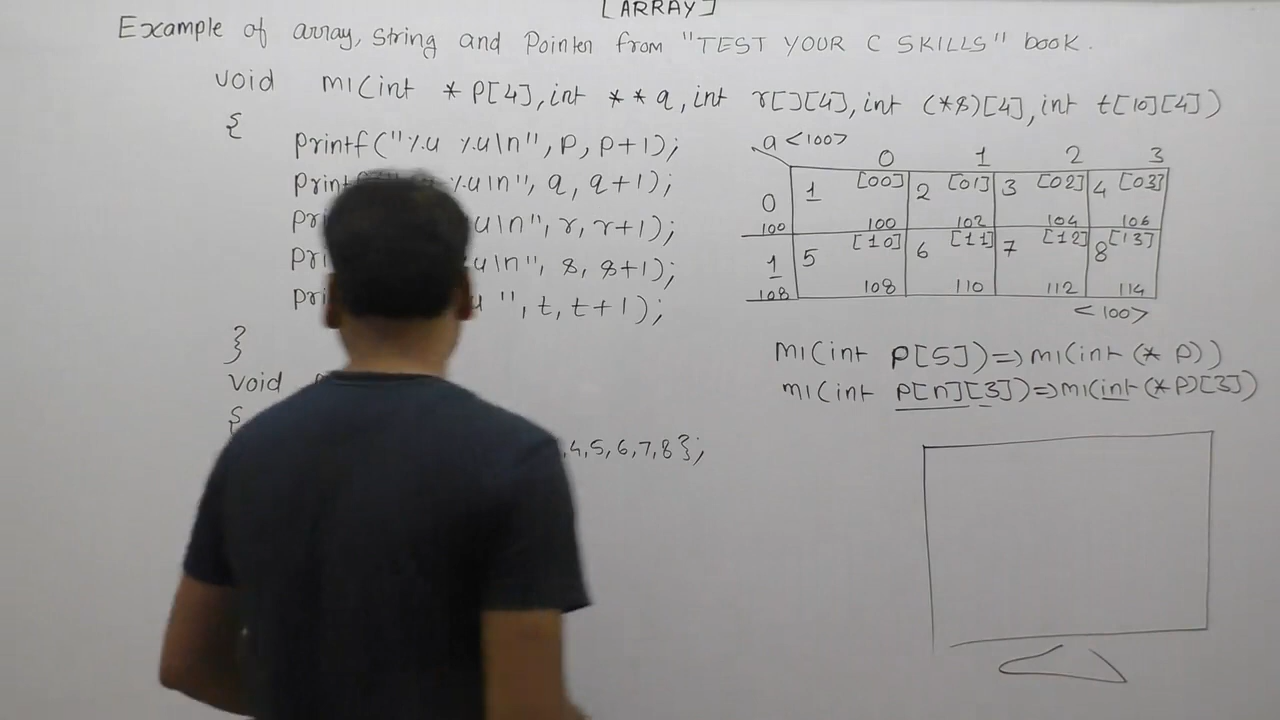 [ARRAY]
Example of array, String and Pointer from "TEST YOUR C SKILLS" book.
void m1(int *P[4], int **q, int r[][4], int (*s)[4], int t[10][4])
{
printf("%u %u\n", P, P+1);
print %u\n", q, q+1);
pri u\n", r, r+1);
pri u\n", s, s+1);
pri u ", t, t+1);
}
void
{
,4,5,6,7,8};
a <100>
0 1 2 3
0 1 [00] 2 [01] 3 [02] 4 [03]
100 100 102 104 106
1 5 [10] 6 [11] 7 [12] 8 [13]
108 108 110 112 114
<100>
m1(int P[5])=>m1(int (*P))
m1(int P[n][3])=>m1(int (*P)[3])